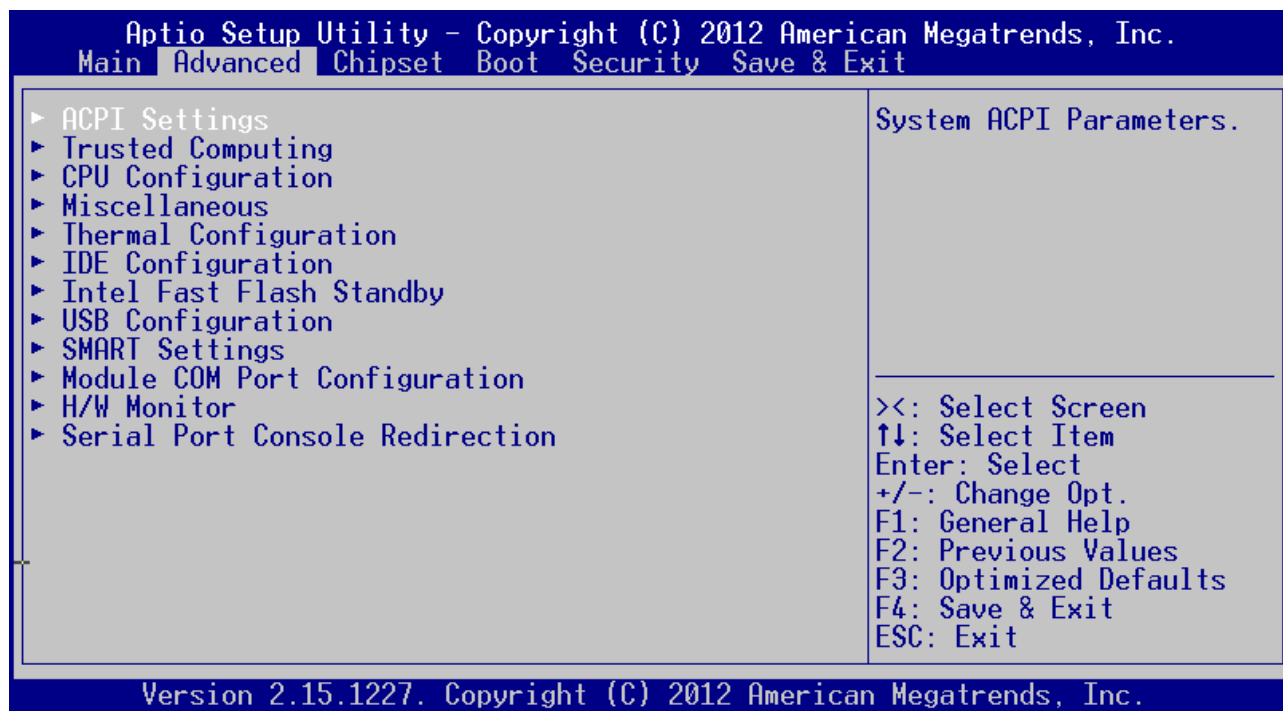 Aptio Setup Utility – Copyright (C) 2012 American Megatrends, Inc.
Main Advanced Chipset Boot Security Save & Exit
► ACPI Settings
► Trusted Computing
► CPU Configuration
► Miscellaneous
► Thermal Configuration
► IDE Configuration
► Intel Fast Flash Standby
► USB Configuration
► SMART Settings
► Module COM Port Configuration
► H/W Monitor
► Serial Port Console Redirection
System ACPI Parameters.
><: Select Screen
↑↓: Select Item
Enter: Select
+/-: Change Opt.
F1: General Help
F2: Previous Values
F3: Optimized Defaults
F4: Save & Exit
ESC: Exit
Version 2.15.1227. Copyright (C) 2012 American Megatrends, Inc.